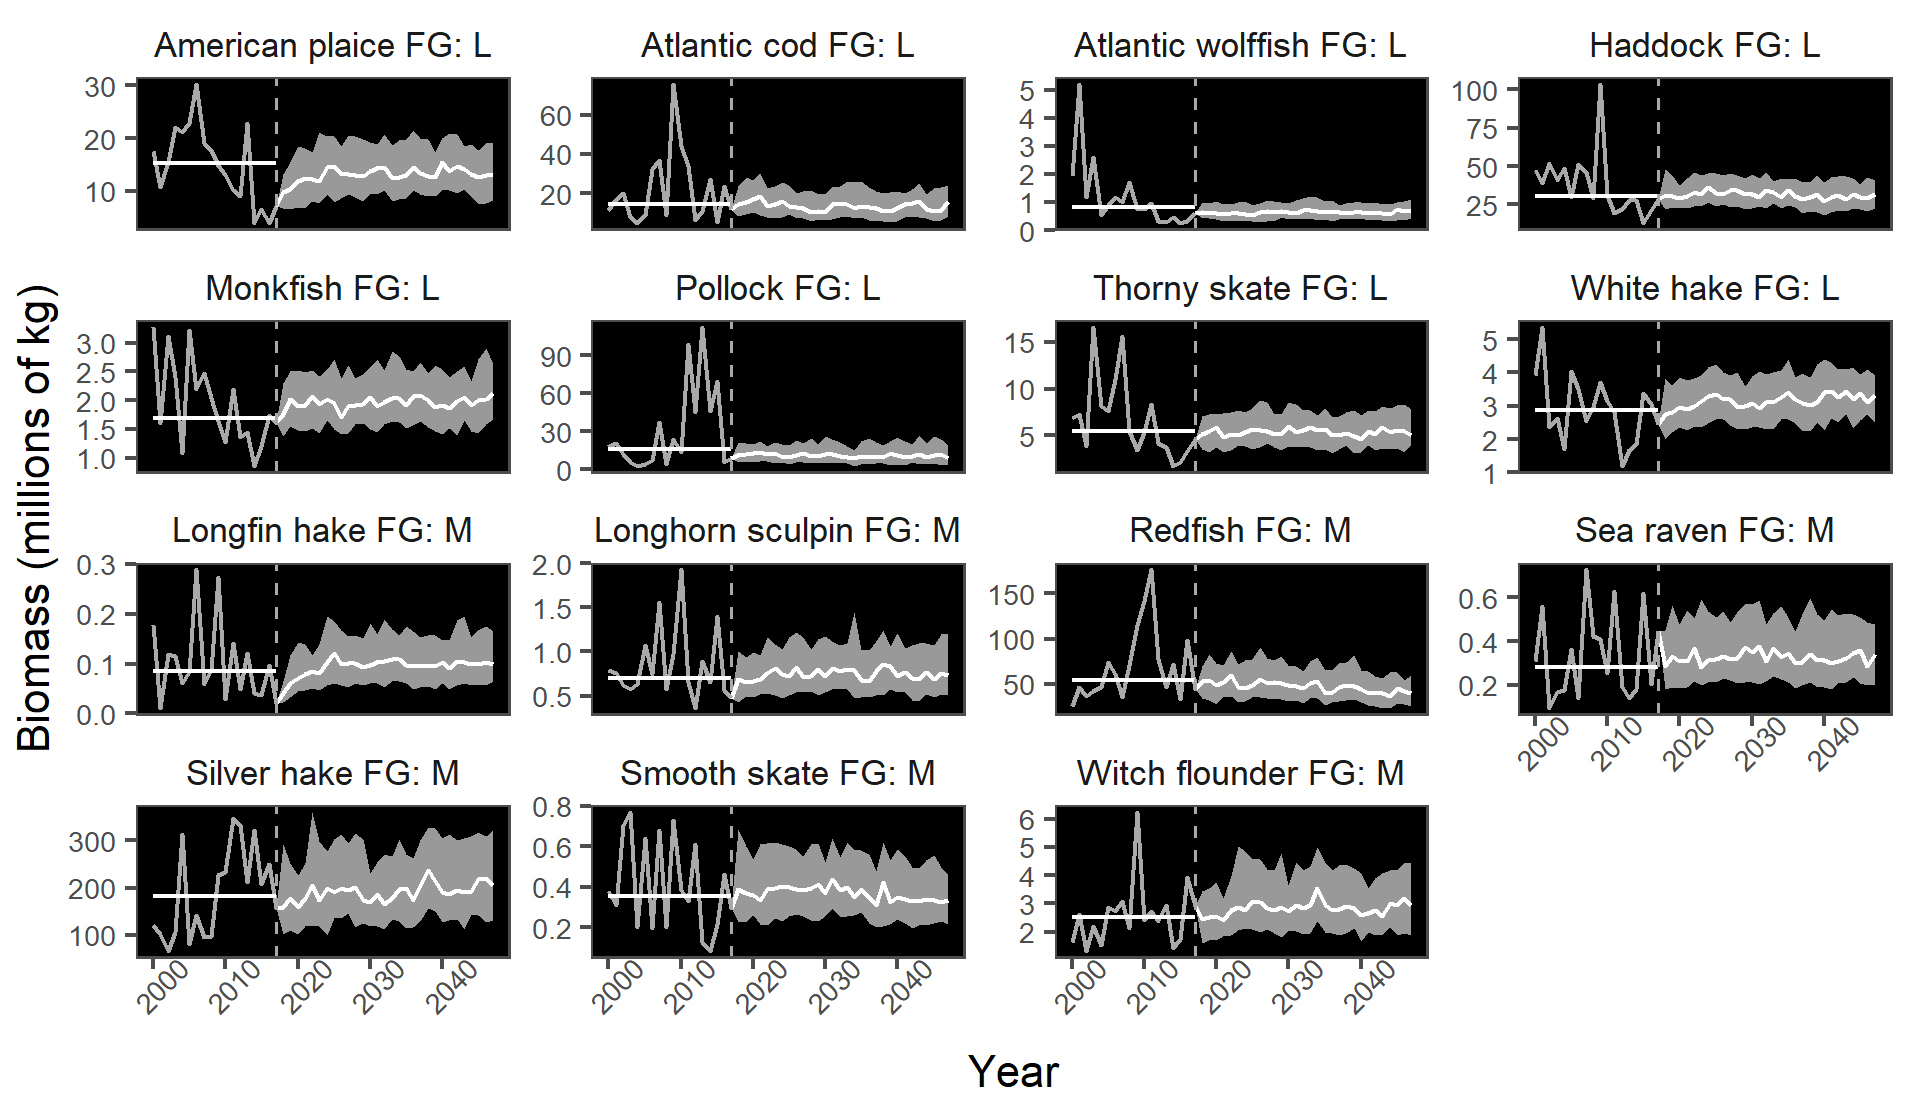 American plaice FG: L
30
20
10
Atlantic cod FG: L
60
40
20
Atlantic wolffish FG: L
5
4
3
2
1
0
Haddock FG: L
100
75
50
25
Monkfish FG: L
3.0
2.5
2.0
1.5
1.0
Pollock FG: L
90
60
30
0
Thorny skate FG: L
15
10
5
White hake FG: L
5
4
3
2
1
Longfin hake FG: M
0.3
0.2
0.1
0.0
Longhorn sculpin FG: M
2.0
1.5
1.0
0.5
Redfish FG: M
150
100
50
Sea raven FG: M
0.6
0.4
0.2
2000 2010 2020 2030 2040
Silver hake FG: M
300
200
100
2000 2010 2020 2030 2040
Smooth skate FG: M
0.8
0.6
0.4
0.2
2000 2010 2020 2030 2040
Witch flounder FG: M
6
5
4
3
2
2000 2010 2020 2030 2040
Biomass (millions of kg)
Year